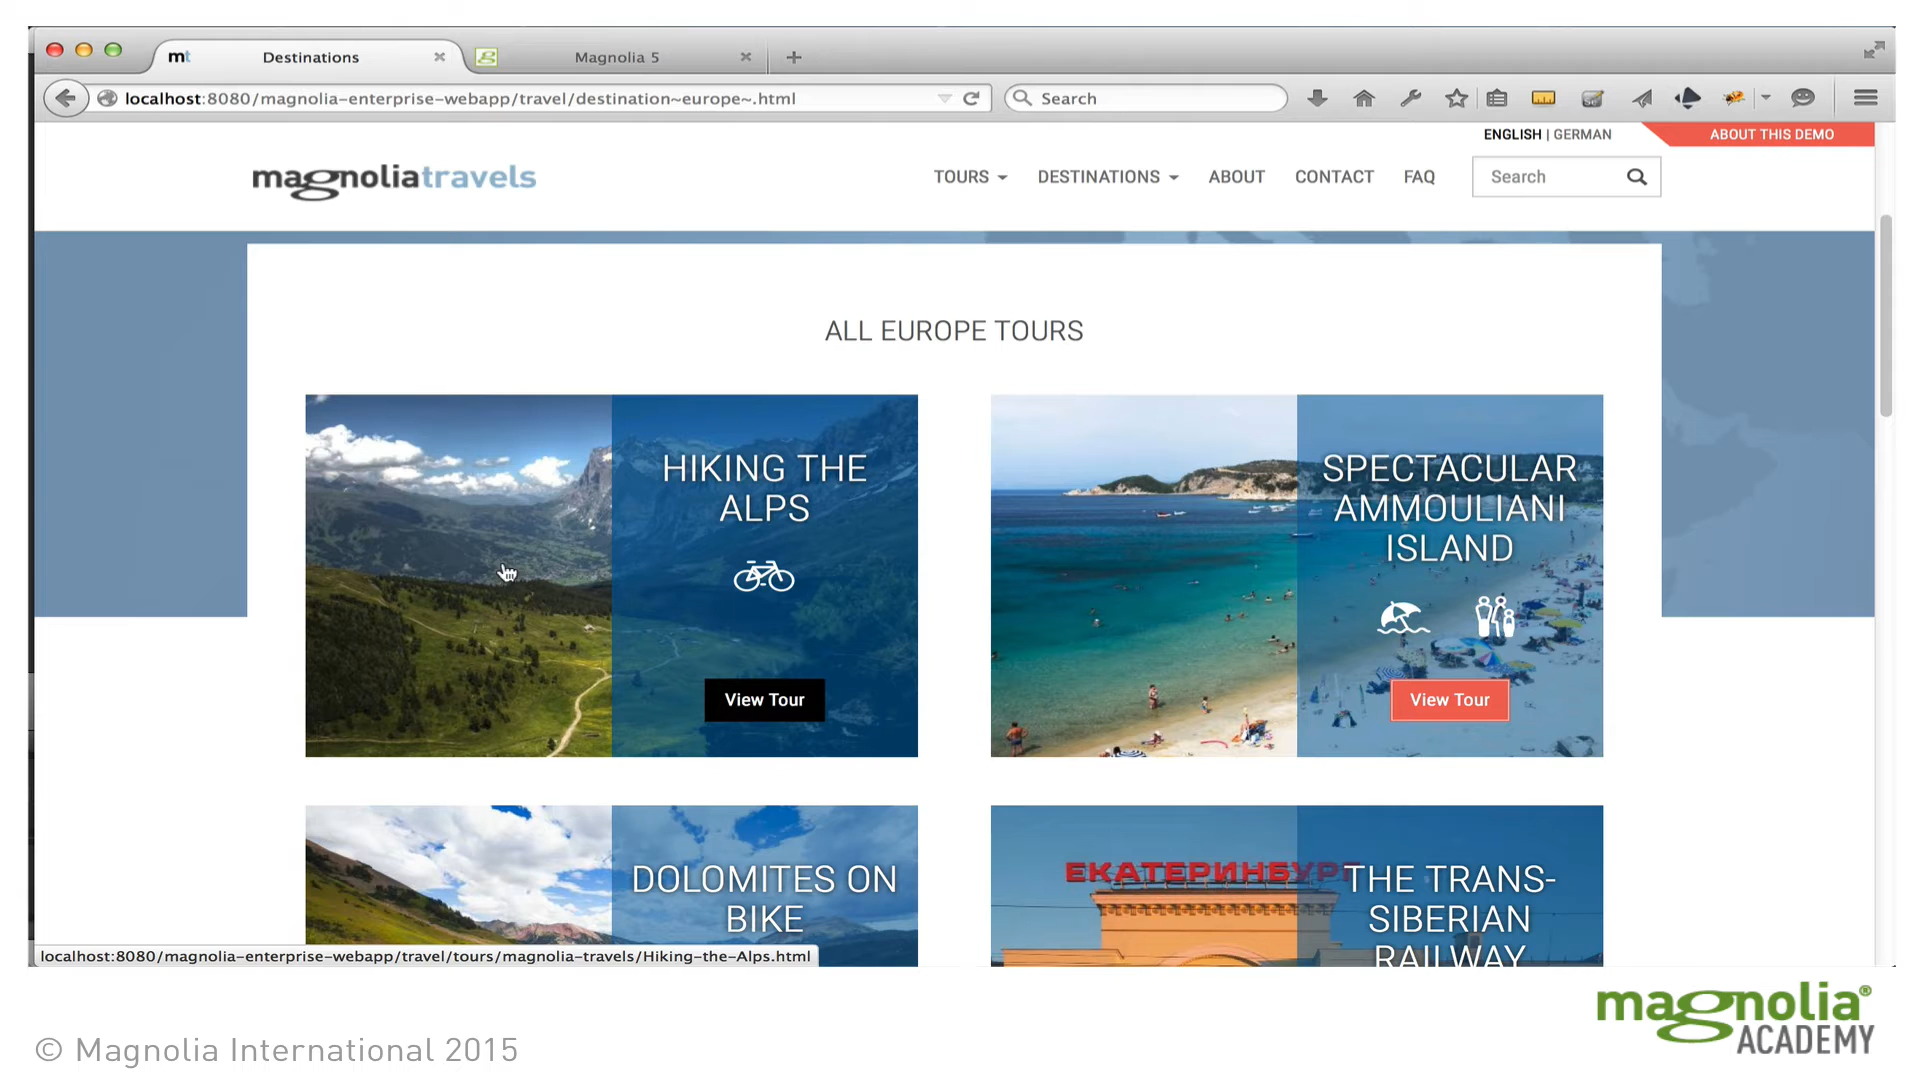 mt Destinations
Magnolia 5
localhost:8080/magnolia-enterprise-webapp/travel/destination~europe~.html
Search
ENGLISH | GERMAN
ABOUT THIS DEMO
magnoliatravels
TOURS
DESTINATIONS
ABOUT
CONTACT
FAQ
Search
ALL EUROPE TOURS
HIKING THE
ALPS
View Tour
SPECTACULAR
AMMOULIANI
ISLAND
View Tour
DOLOMITES ON
BIKE
ЕКАТЕРИНБУРГ
THE TRANS-
SIBERIAN
RAILWAY
localhost:8080/magnolia-enterprise-webapp/travel/tours/magnolia-travels/Hiking-the-Alps.html
© Magnolia International 2015
magnolia®
ACADEMY